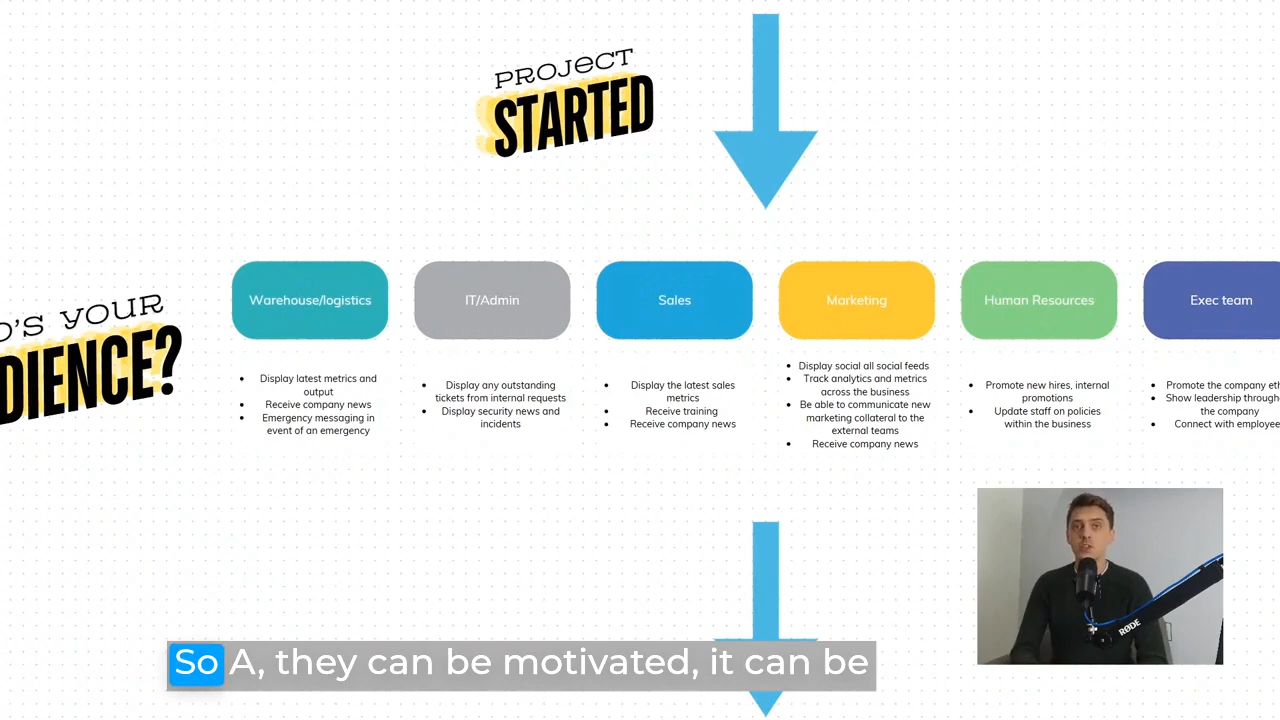 PROJECT
STARTED
O'S YOUR
DIENCE?
Warehouse/logistics
IT/Admin
Sales
Marketing
Human Resources
Exec team
Display latest metrics and
output
Receive company news
Emergency messaging in
event of an emergency
Display any outstanding
tickets from internal requests
Display security news and
incidents
Display the latest sales
metrics
Receive training
Receive company news
Display social all social feeds
Track analytics and metrics
across the business
Be able to communicate new
marketing collateral to the
external teams
Receive company news
Promote new hires, internal
promotions
Update staff on policies
within the business
Promote the company eth
Show leadership through
the company
Connect with employee
RØDE
So A, they can be motivated, it can be